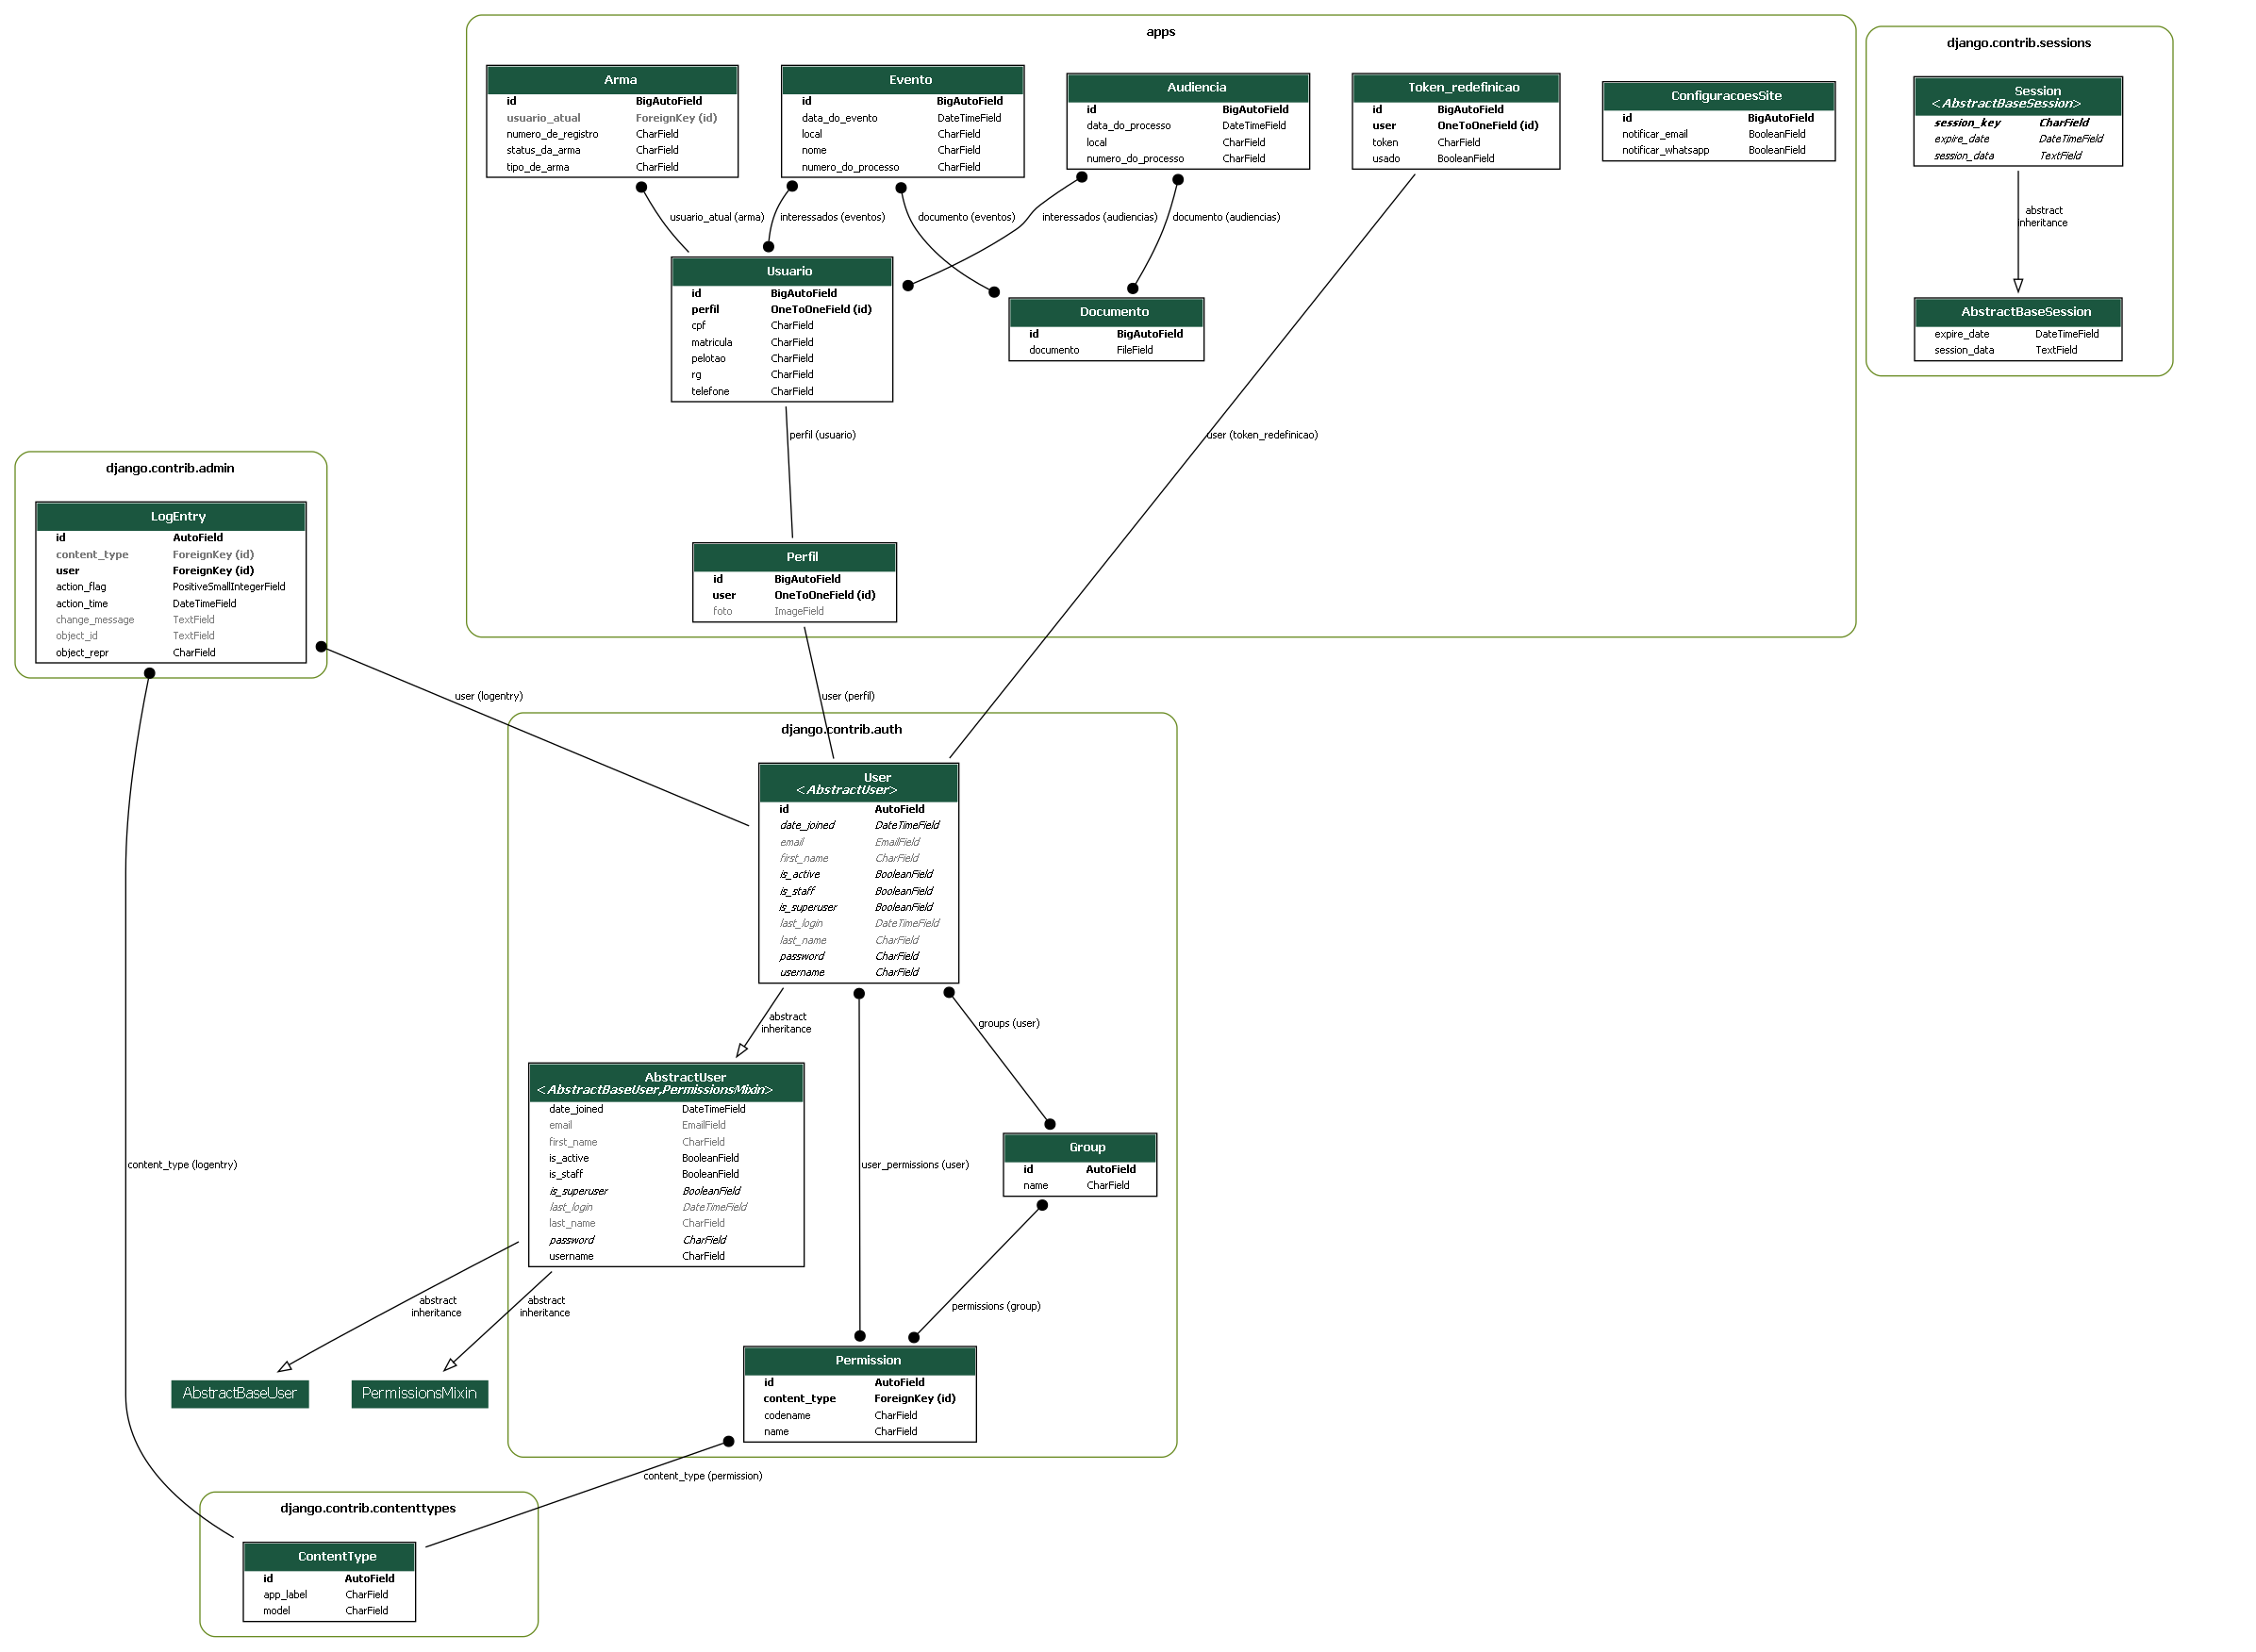 apps
Arma
id BigAutoField
usuario_atual ForeignKey (id)
numero_de_registro CharField
status_da_arma CharField
tipo_de_arma CharField
Evento
id BigAutoField
data_do_evento DateTimeField
local CharField
nome CharField
numero_do_processo CharField
Audiencia
id BigAutoField
data_do_processo DateTimeField
local CharField
numero_do_processo CharField
Token_redefinicao
id BigAutoField
user OneToOneField (id)
token CharField
usado BooleanField
ConfiguracoesSite
id BigAutoField
notificar_email BooleanField
notificar_whatsapp BooleanField
django.contrib.sessions
Session
<AbstractBaseSession>
session_key CharField
expire_date DateTimeField
session_data TextField
abstract
inheritance
AbstractBaseSession
expire_date DateTimeField
session_data TextField
usuario_atual (arma)
interessados (eventos)
documento (eventos)
interessados (audiencias)
documento (audiencias)
Usuario
id BigAutoField
perfil OneToOneField (id)
cpf CharField
matricula CharField
pelotao CharField
rg CharField
telefone CharField
Documento
id BigAutoField
documento FileField
perfil (usuario)
user (token_redefinicao)
Perfil
id BigAutoField
user OneToOneField (id)
foto ImageField
django.contrib.admin
LogEntry
id AutoField
content_type ForeignKey (id)
user ForeignKey (id)
action_flag PositiveSmallIntegerField
action_time DateTimeField
change_message TextField
object_id TextField
object_repr CharField
user (logentry)
user (perfil)
django.contrib.auth
User
<AbstractUser>
id AutoField
date_joined DateTimeField
email EmailField
first_name CharField
is_active BooleanField
is_staff BooleanField
is_superuser BooleanField
last_login DateTimeField
last_name CharField
password CharField
username CharField
abstract
inheritance
groups (user)
AbstractUser
<AbstractBaseUser,PermissionsMixin>
date_joined DateTimeField
email EmailField
first_name CharField
is_active BooleanField
is_staff BooleanField
is_superuser BooleanField
last_login DateTimeField
last_name CharField
password CharField
username CharField
content_type (logentry)
user_permissions (user)
Group
id AutoField
name CharField
abstract
inheritance
abstract
inheritance
permissions (group)
AbstractBaseUser
PermissionsMixin
Permission
id AutoField
content_type ForeignKey (id)
codename CharField
name CharField
content_type (permission)
django.contrib.contenttypes
ContentType
id AutoField
app_label CharField
model CharField